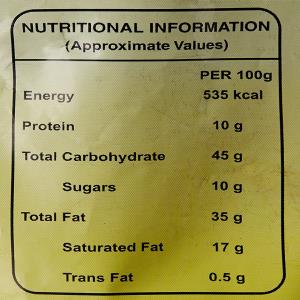 NUTRITIONAL INFORMATION
(Approximate Values)
PER 100g
Energy 535 kcal
Protein 10 g
Total Carbohydrate 45 g
Sugars 10 g
Total Fat 35 g
Saturated Fat 17 g
Trans Fat 0.5 g